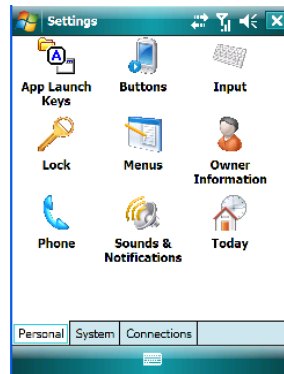 Settings
App Launch Keys
Buttons
Input
Lock
Menus
Owner Information
Phone
Sounds & Notifications
Today
Personal
System
Connections